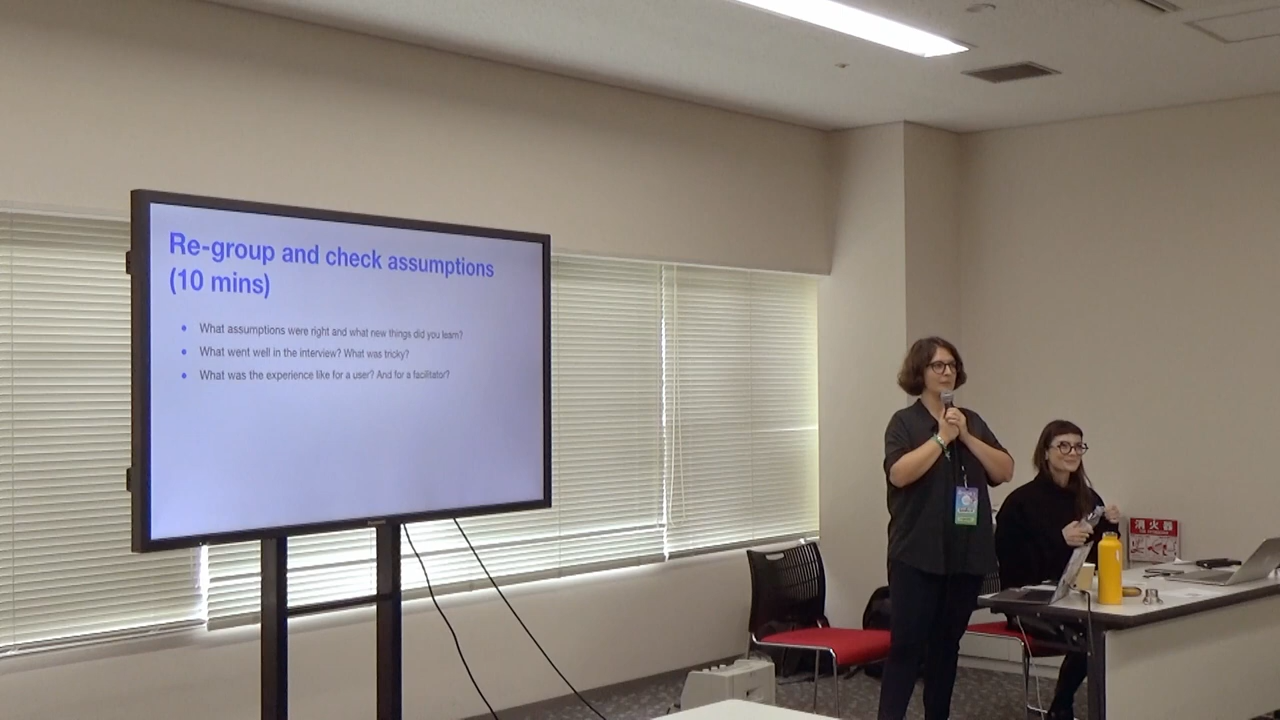 Re-group and check assumptions
(10 mins)
What assumptions were right and what new things did you learn?
What went well in the interview? What was tricky?
What was the experience like for a user? And for a facilitator?
消火器